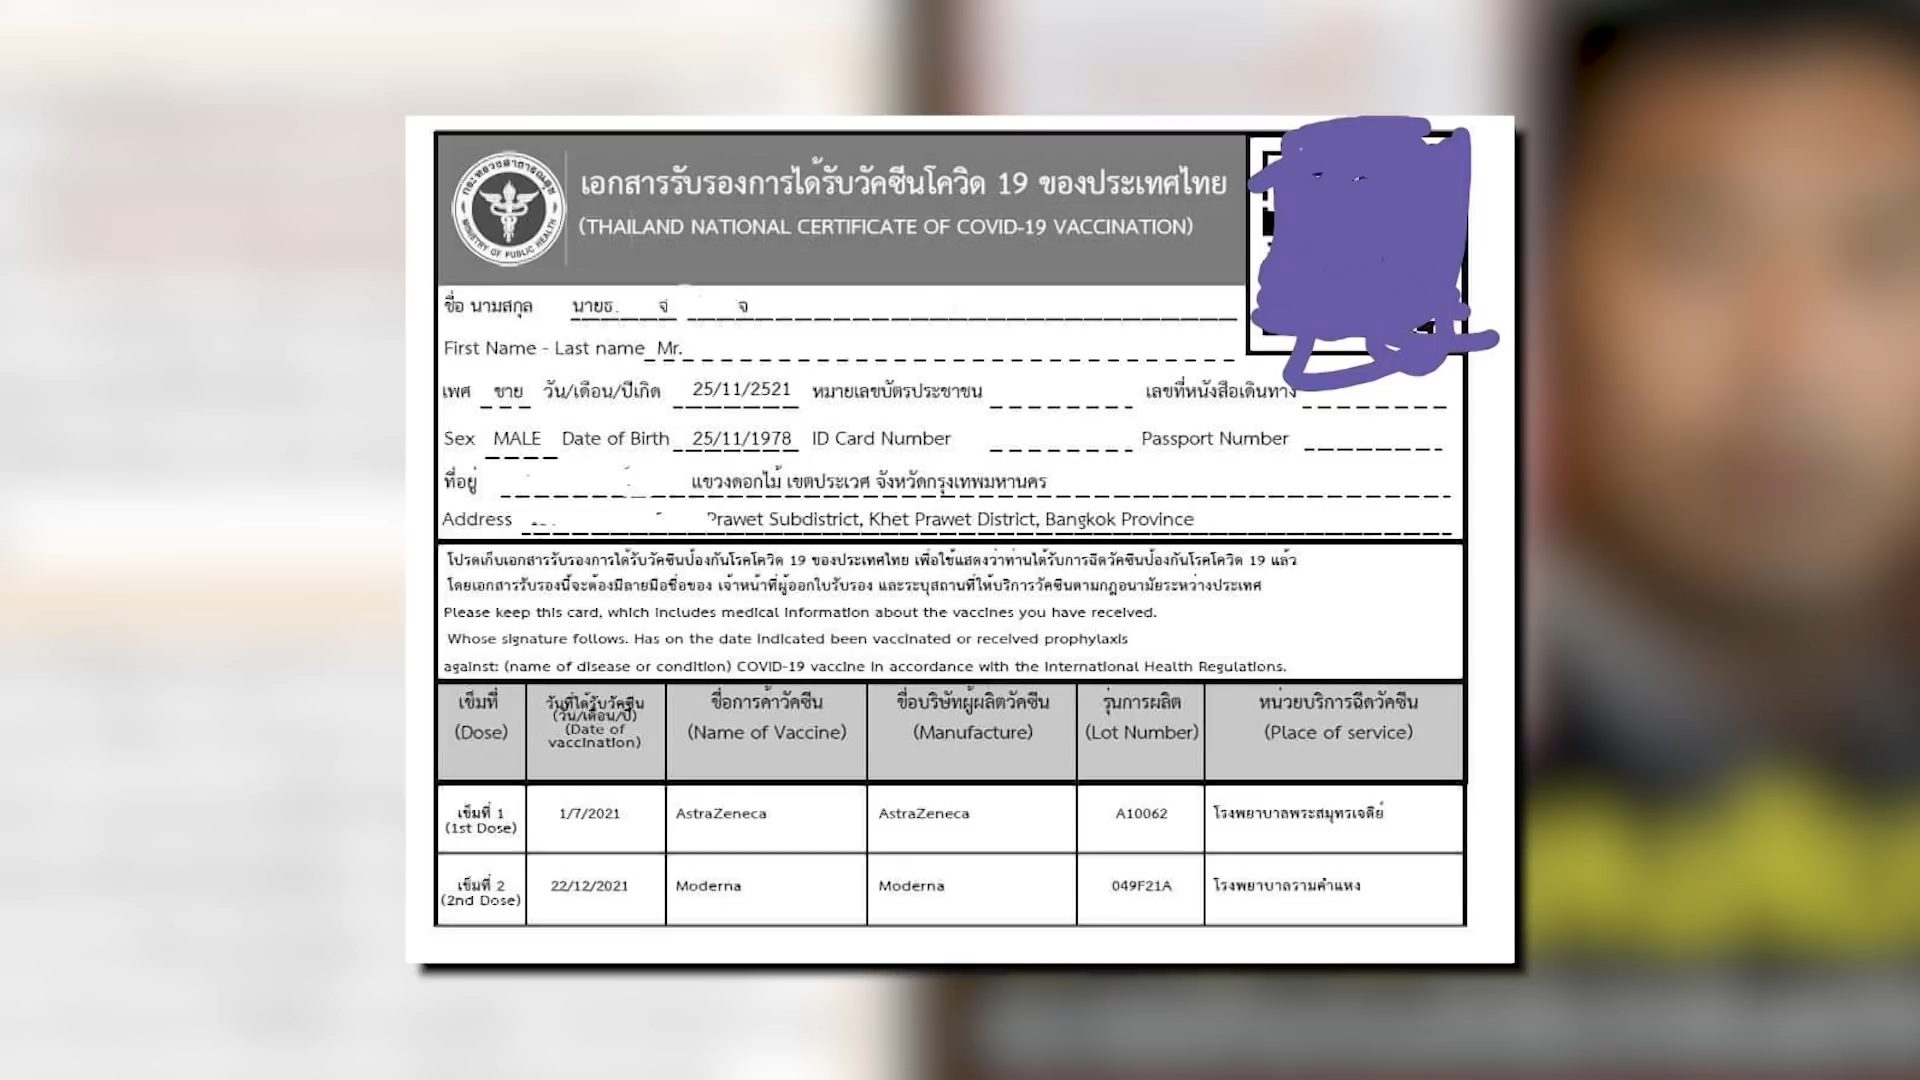 กระทรวงสาธารณสุข
MINISTRY OF PUBLIC HEALTH
เอกสารรับรองการได้รับวัคซีนโควิด 19 ของประเทศไทย
(THAILAND NATIONAL CERTIFICATE OF COVID-19 VACCINATION)
ชื่อ นามสกุล นายธ. จ จ
First Name - Last name Mr.
เพศ ชาย วัน/เดือน/ปีเกิด 25/11/2521 หมายเลขบัตรประชาชน เลขที่หนังสือเดินทาง
Sex MALE Date of Birth 25/11/1978 ID Card Number Passport Number
ที่อยู่ แขวงดอกไม้ เขตประเวศ จังหวัดกรุงเทพมหานคร
Address Prawet Subdistrict, Khet Prawet District, Bangkok Province
โปรดเก็บเอกสารรับรองการได้รับวัคซีนป้องกันโรคโควิด 19 ของประเทศไทย เพื่อใช้แสดงว่าท่านได้รับการฉีดวัคซีนป้องกันโรคโควิด 19 แล้ว
โดยเอกสารรับรองนี้จะต้องมีลายมือชื่อของ เจ้าหน้าที่ผู้ออกใบรับรอง และระบุสถานที่ให้บริการวัคซีนตามกฎอนามัยระหว่างประเทศ
Please keep this card, which includes medical information about the vaccines you have received.
Whose signature follows. Has on the date indicated been vaccinated or received prophylaxis
against: (name of disease or condition) COVID-19 vaccine in accordance with the International Health Regulations.
เข็มที่ วันที่ได้รับวัคซีน ชื่อการค้าวัคซีน ชื่อบริษัทผู้ผลิตวัคซีน รุ่นการผลิต หน่วยบริการฉีดวัคซีน
(วัน/เดือน/ปี)
(Dose) (Date of vaccination) (Name of Vaccine) (Manufacture) (Lot Number) (Place of service)
เข็มที่ 1 1/7/2021 AstraZeneca AstraZeneca A10062 โรงพยาบาลพระสมุทรเจดีย์
(1st Dose)
เข็มที่ 2 22/12/2021 Moderna Moderna 049F21A โรงพยาบาลรามคำแหง
(2nd Dose)